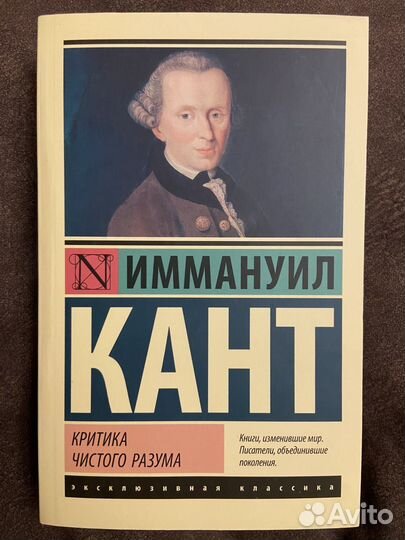 N ИММАНУИЛ
КАНТ
КРИТИКА
ЧИСТОГО РАЗУМА
Книги, изменившие мир.
Писатели, объединившие
поколения.
эксклюзивная классика
Avito